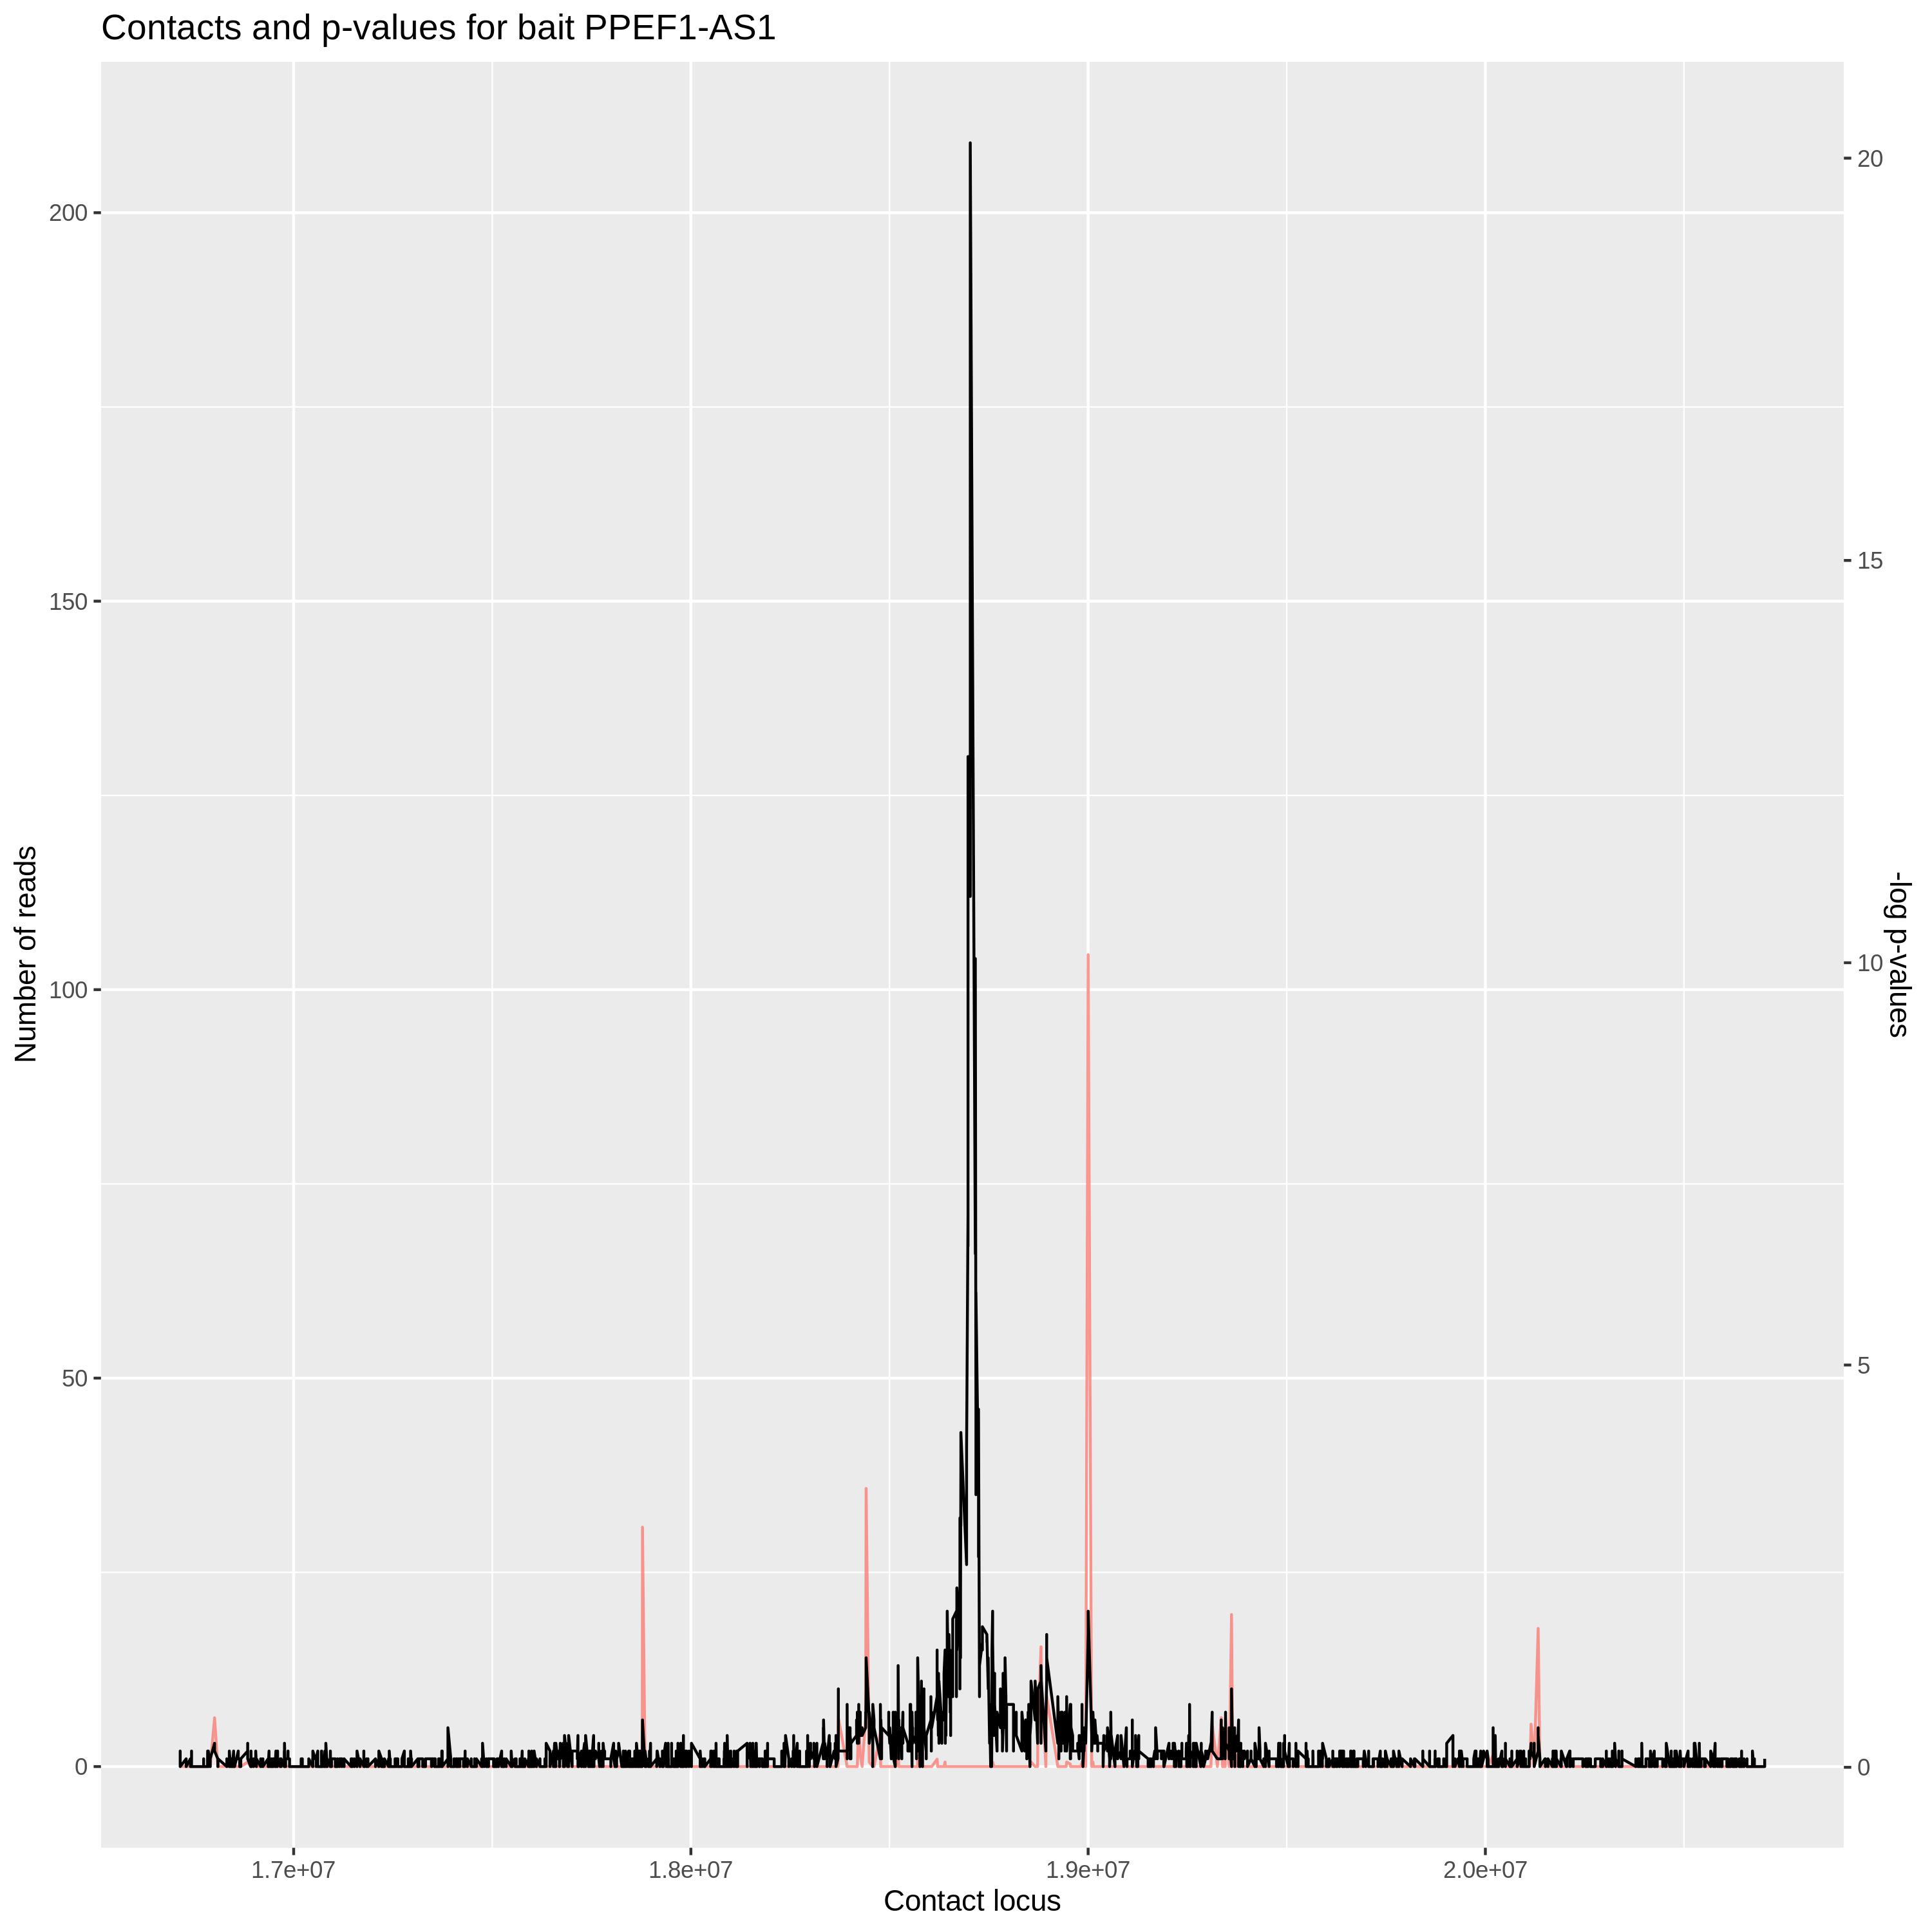 Contacts and p-values for bait PPEF1-AS1
200
150
100
50
0
Number of reads
20
15
10
5
0
-log p-values
1.7e+07
1.8e+07
1.9e+07
2.0e+07
Contact locus